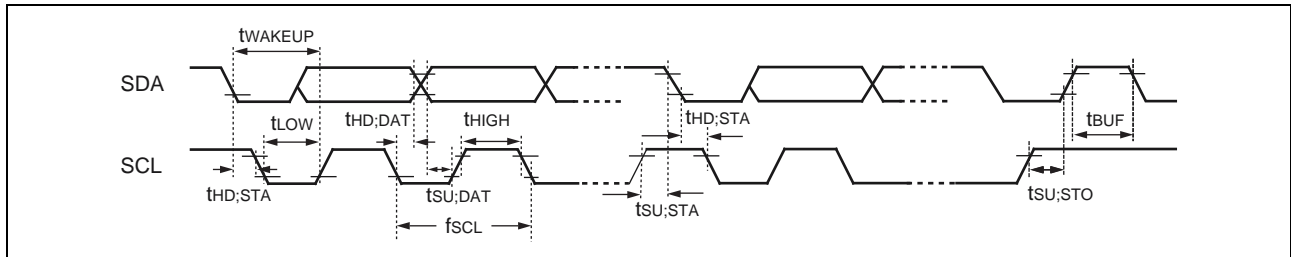 tWAKEUP
SDA
tLOW
tHD;DAT
tHIGH
tHD;STA
tBUF
SCL
tHD;STA
tSU;DAT
tSU;STA
tSU;STO
fSCL